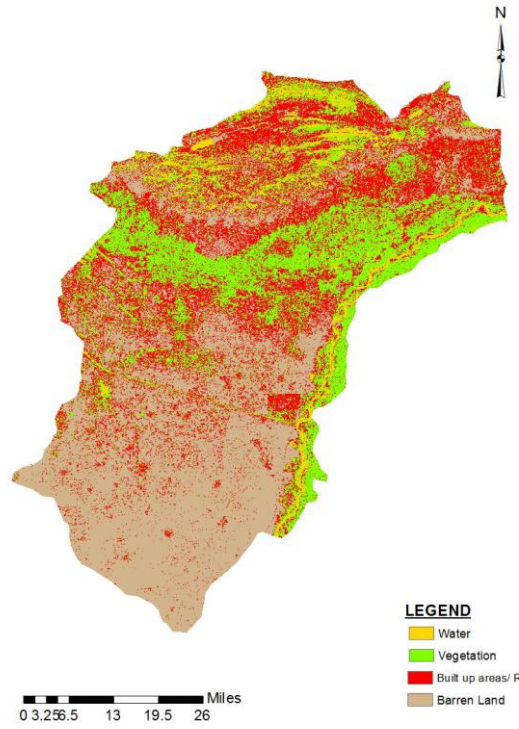 N
LEGEND
Water
Vegetation
Built up areas/ R
Barren Land
Miles
0 3.25 6.5 13 19.5 26